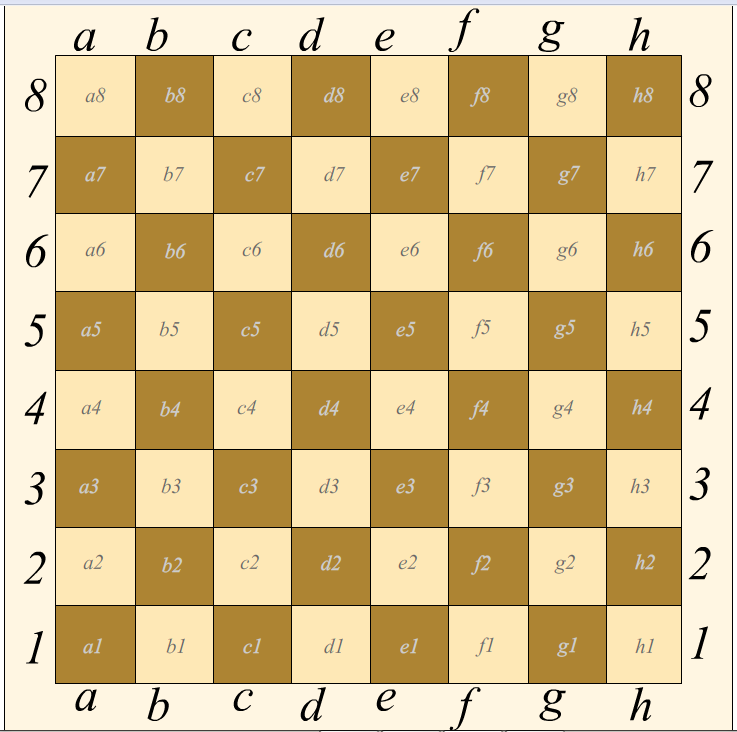 a b c d e f g h
8 a8 b8 c8 d8 e8 f8 g8 h8 8
7 a7 b7 c7 d7 e7 f7 g7 h7 7
6 a6 b6 c6 d6 e6 f6 g6 h6 6
5 a5 b5 c5 d5 e5 f5 g5 h5 5
4 a4 b4 c4 d4 e4 f4 g4 h4 4
3 a3 b3 c3 d3 e3 f3 g3 h3 3
2 a2 b2 c2 d2 e2 f2 g2 h2 2
1 a1 b1 c1 d1 e1 f1 g1 h1 1
a b c d e f g h